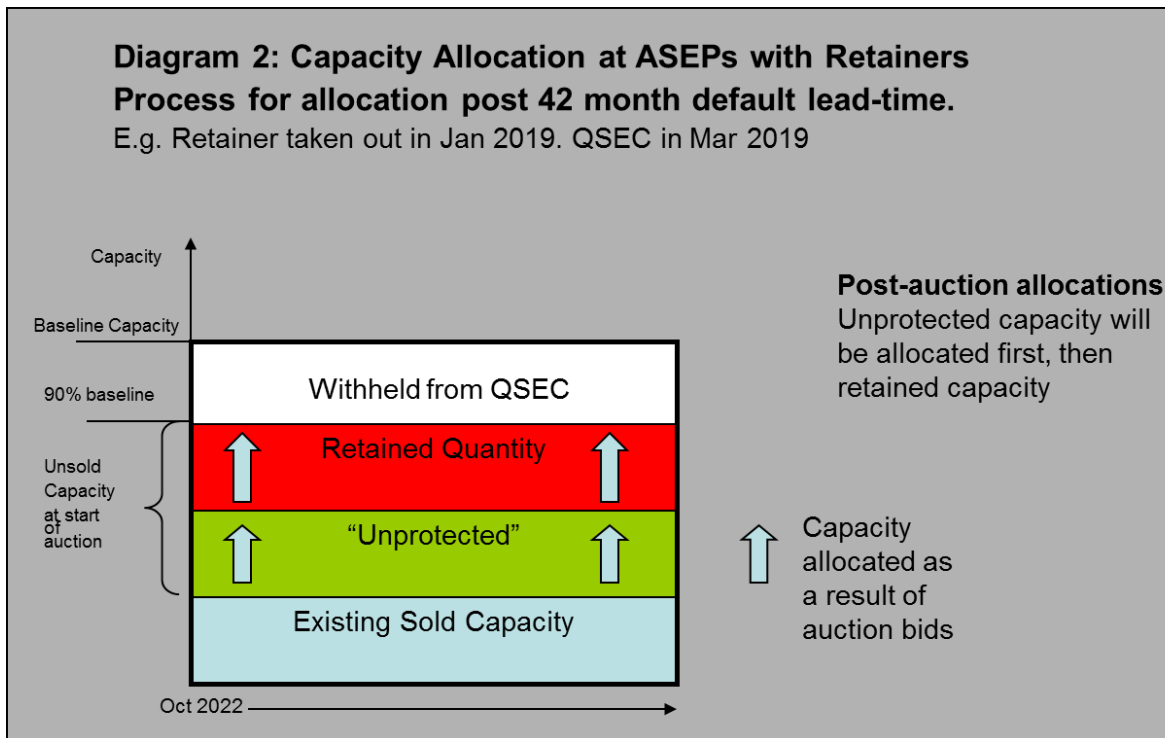 Diagram 2: Capacity Allocation at ASEPs with Retainers
Process for allocation post 42 month default lead-time.
E.g. Retainer taken out in Jan 2019. QSEC in Mar 2019
Capacity
Baseline Capacity
90% baseline
Unsold
Capacity
at start
of
auction
Withheld from QSEC
Retained Quantity
“Unprotected”
Existing Sold Capacity
Oct 2022
Post-auction allocations
Unprotected capacity will
be allocated first, then
retained capacity
Capacity
allocated as
a result of
auction bids